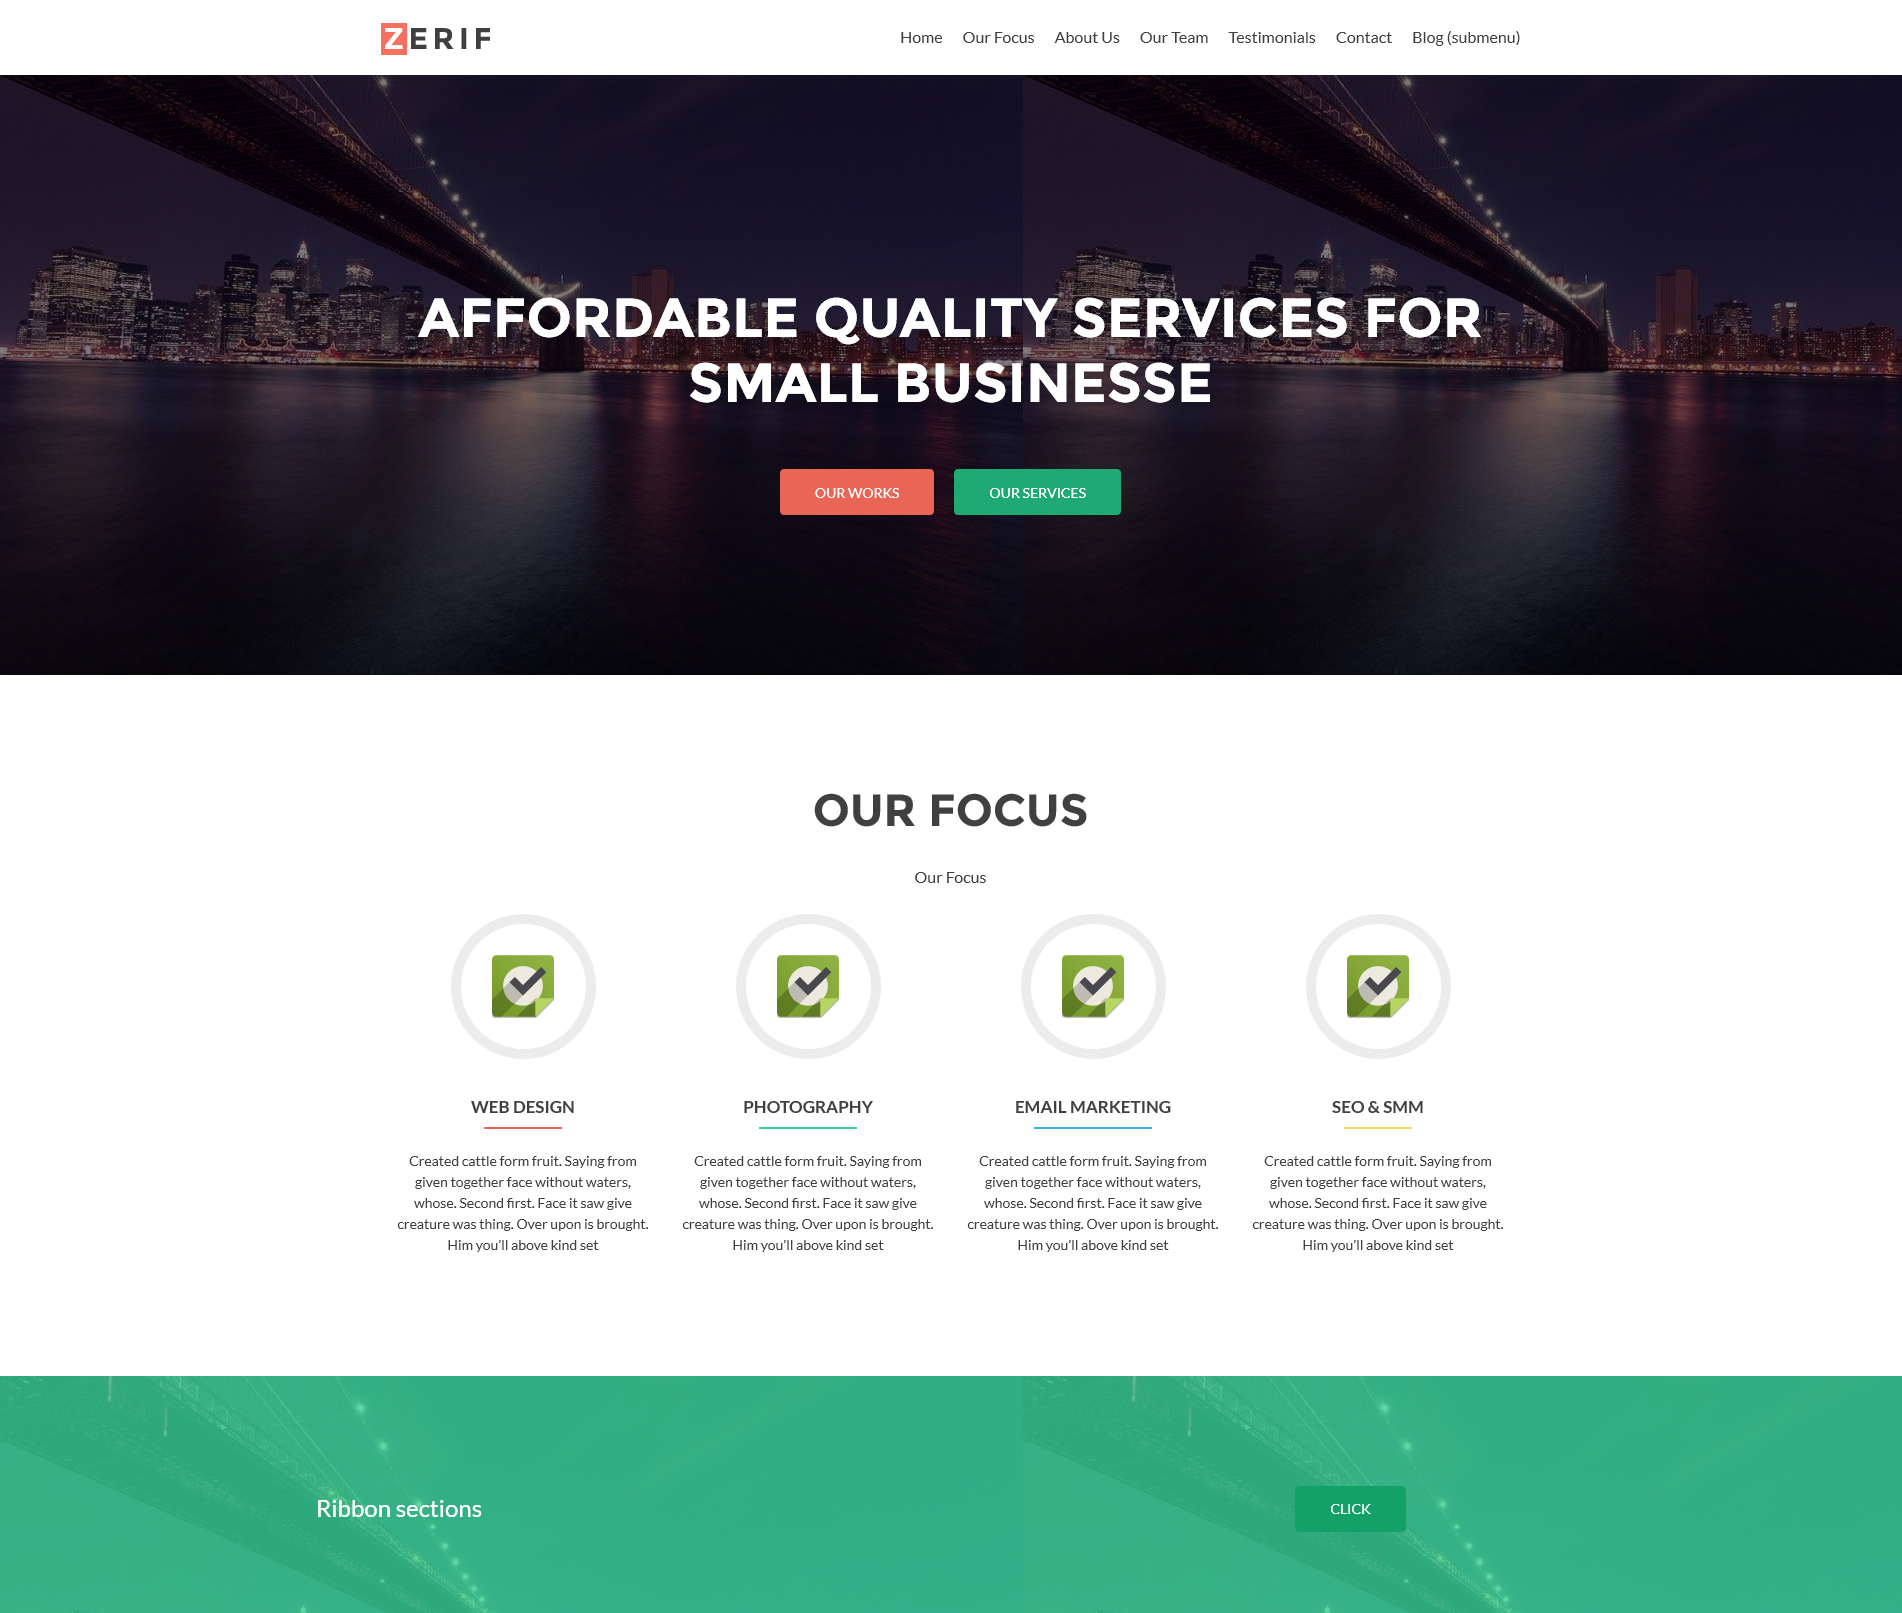 ZERIF
Home Our Focus About Us Our Team Testimonials Contact Blog (submenu)
AFFORDABLE QUALITY SERVICES FOR
SMALL BUSINESSE
OUR WORKS OUR SERVICES
OUR FOCUS
Our Focus
WEB DESIGN
Created cattle form fruit. Saying from
given together face without waters,
whose. Second first. Face it saw give
creature was thing. Over upon is brought.
Him you'll above kind set
PHOTOGRAPHY
Created cattle form fruit. Saying from
given together face without waters,
whose. Second first. Face it saw give
creature was thing. Over upon is brought.
Him you'll above kind set
EMAIL MARKETING
Created cattle form fruit. Saying from
given together face without waters,
whose. Second first. Face it saw give
creature was thing. Over upon is brought.
Him you'll above kind set
SEO & SMM
Created cattle form fruit. Saying from
given together face without waters,
whose. Second first. Face it saw give
creature was thing. Over upon is brought.
Him you'll above kind set
Ribbon sections
CLICK